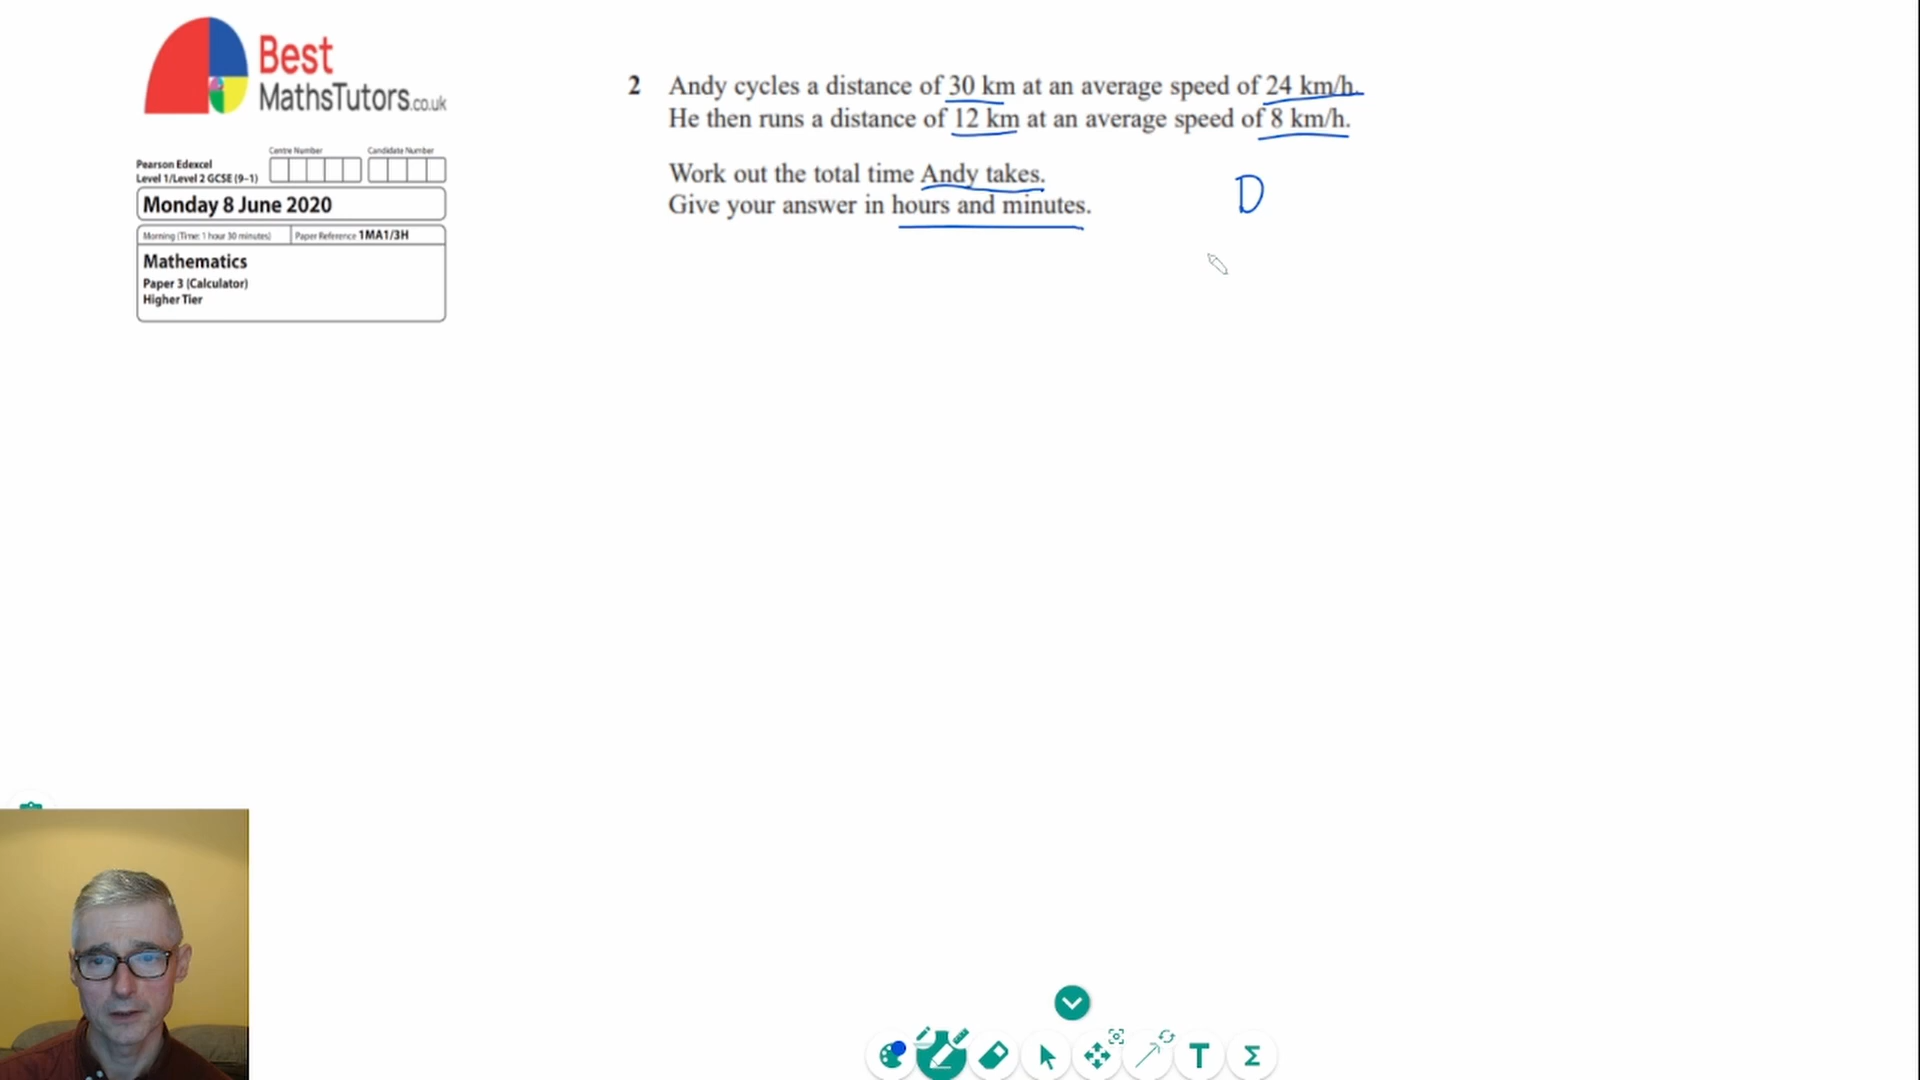 Best
MathsTutors.co.uk
Centre Number Candidate Number
Pearson Edexcel
Level 1/Level 2 GCSE (9–1)
Monday 8 June 2020
Morning (Time: 1 hour 30 minutes) Paper Reference 1MA1/3H
Mathematics
Paper 3 (Calculator)
Higher Tier
2 Andy cycles a distance of 30 km at an average speed of 24 km/h.
He then runs a distance of 12 km at an average speed of 8 km/h.
Work out the total time Andy takes.
Give your answer in hours and minutes.
D
T Σ